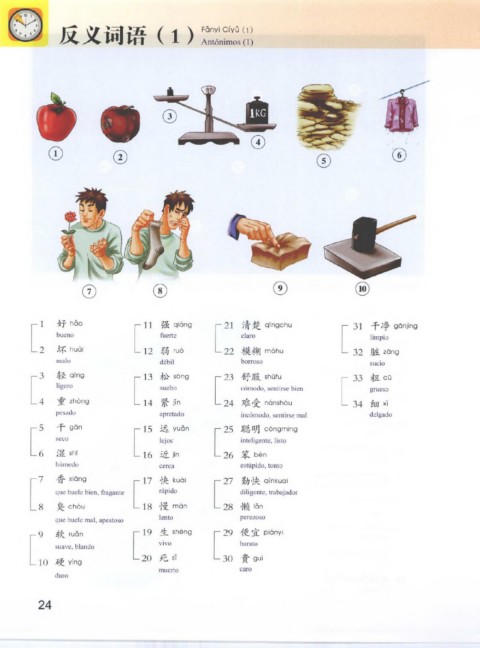 反义词语（1）
Fǎnyì Cíyǔ (1)
Antónimos (1)
3
1KG
1
2
4
5
6
7
8
9
10
1 好 hǎo
bueno
2 坏 huài
malo
3 轻 qīng
ligero
4 重 zhòng
pesado
5 干 gān
seco
6 湿 shī
húmedo
7 香 xiāng
que huele bien, fragante
8 臭 chòu
que huele mal, apestoso
9 软 ruǎn
suave, blando
10 硬 yìng
duro
11 强 qiáng
fuerte
12 弱 ruò
débil
13 松 sōng
suelto
14 紧 jǐn
apretado
15 远 yuǎn
lejos
16 近 jìn
cerca
17 快 kuài
rápido
18 慢 màn
lento
19 生 shēng
vivo
20 死 sǐ
muerto
21 清楚 qīngchu
claro
22 模糊 móhu
borroso
23 舒服 shūfu
cómodo, sentirse bien
24 难受 nánshòu
incómodo, sentirse mal
25 聪明 cōngming
inteligente, listo
26 笨 bèn
estúpido, tonto
27 勤快 qínkuai
diligente, trabajador
28 懒 lǎn
perezoso
29 便宜 piányi
barato
30 贵 guì
caro
31 干净 gānjìng
limpio
32 脏 zāng
sucio
33 粗 cū
grueso
34 细 xì
delgado
24